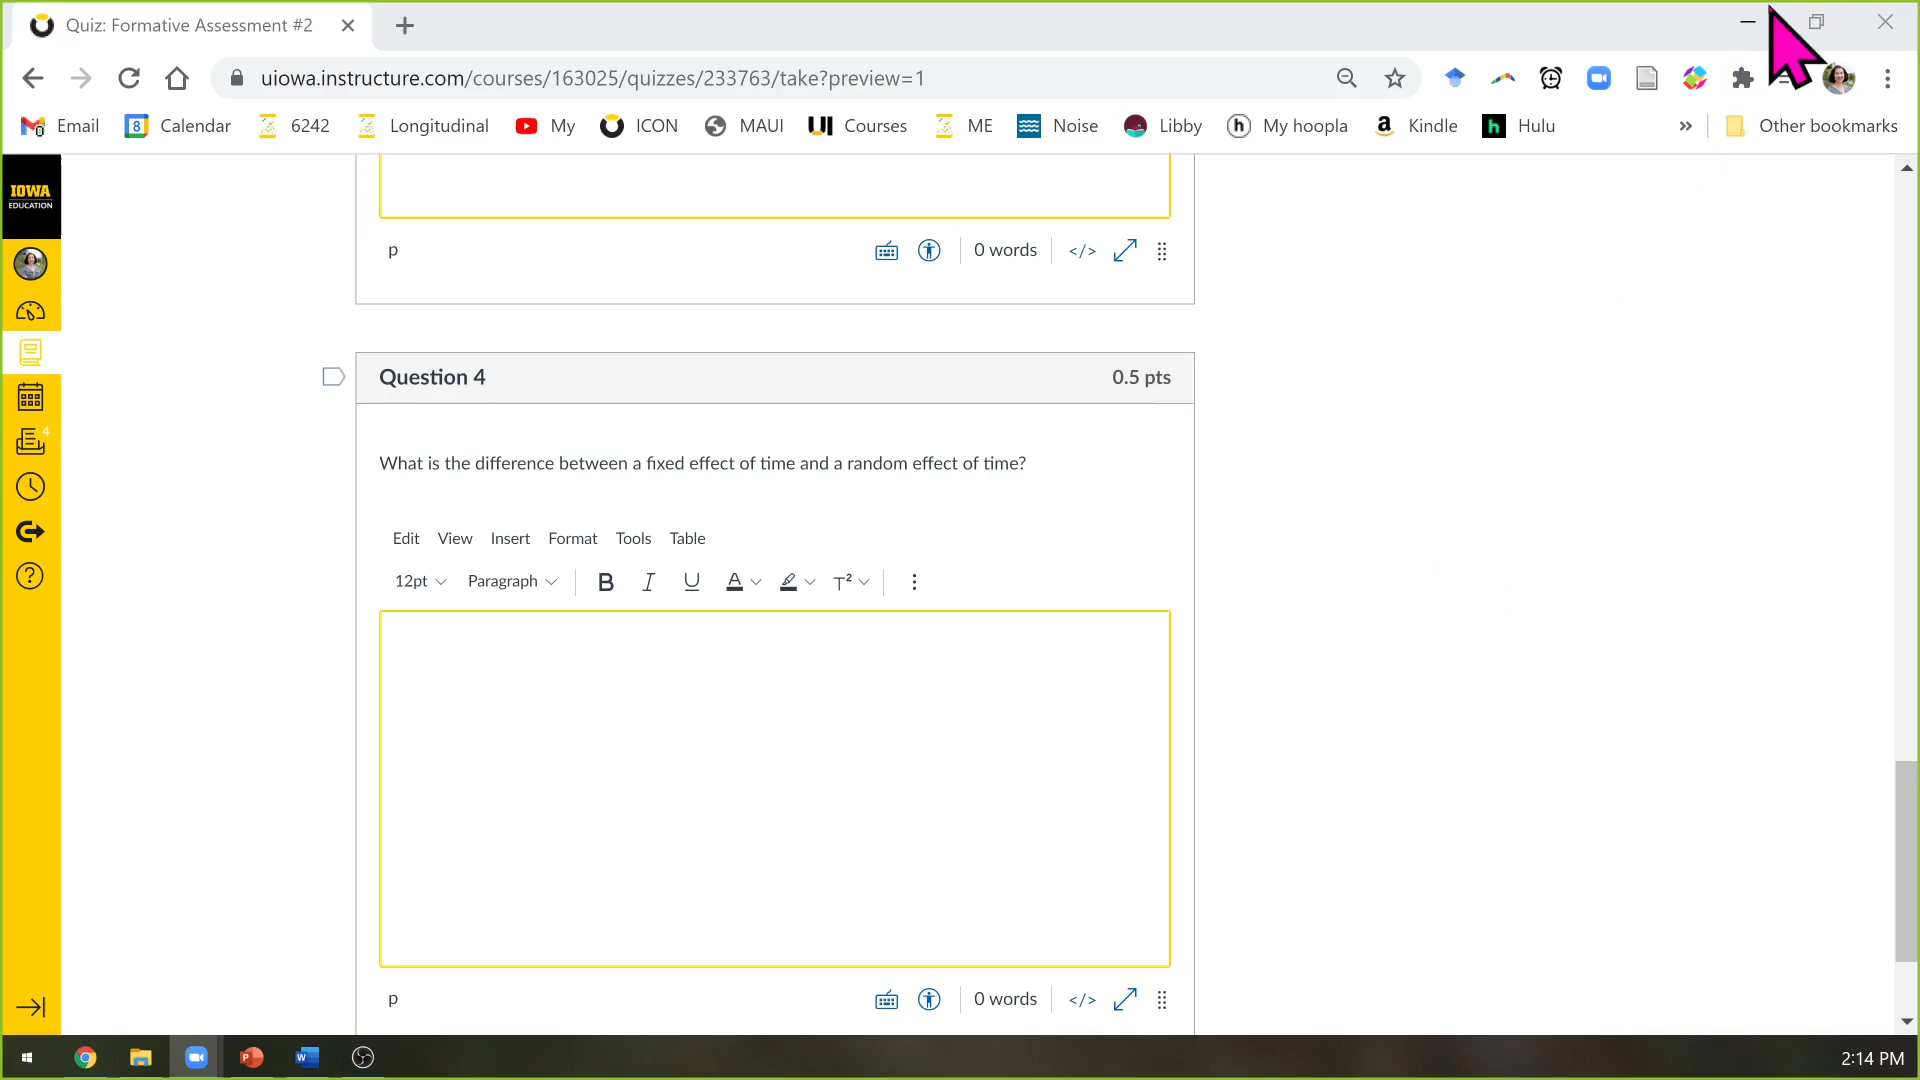 Quiz: Formative Assessment #2
uiowa.instructure.com/courses/163025/quizzes/233763/take?preview=1
Email Calendar 6242 Longitudinal My ICON MAUI Courses ME Noise Libby My hoopla Kindle Hulu » Other bookmarks
IOWA
EDUCATION
p 0 words </>
Question 4 0.5 pts
4
What is the difference between a fixed effect of time and a random effect of time?
Edit View Insert Format Tools Table
12pt Paragraph B I U A T²
p 0 words </>
2:14 PM